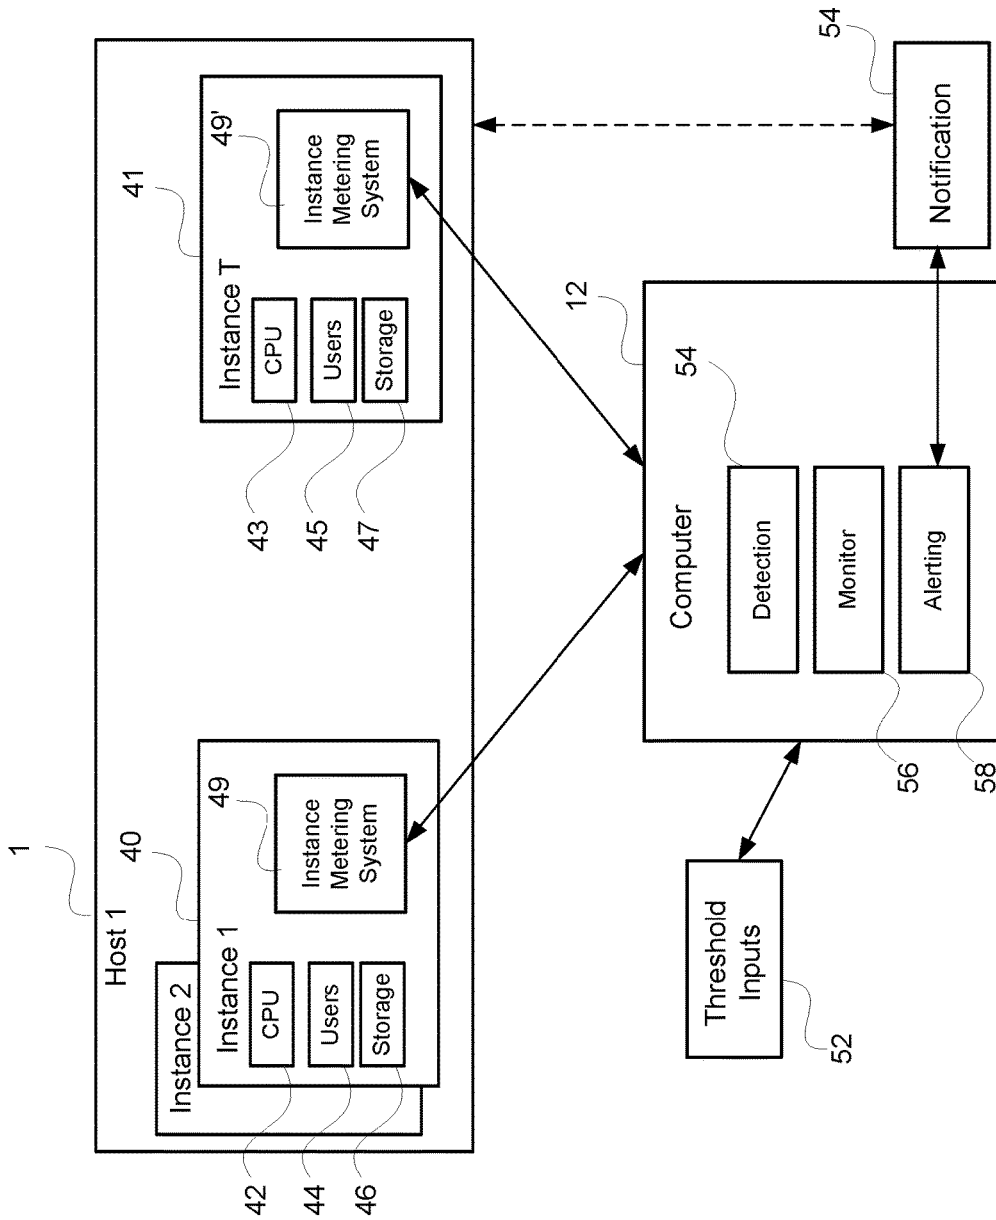 1
Host 1
Instance 2
40
Instance 1
CPU
Users
Storage
49
Instance
Metering
System
42
44
46
41
Instance T
CPU
Users
Storage
49'
Instance
Metering
System
43
45
47
Threshold
Inputs
52
12
Computer
54
Detection
Monitor
Alerting
56
58
54
Notification